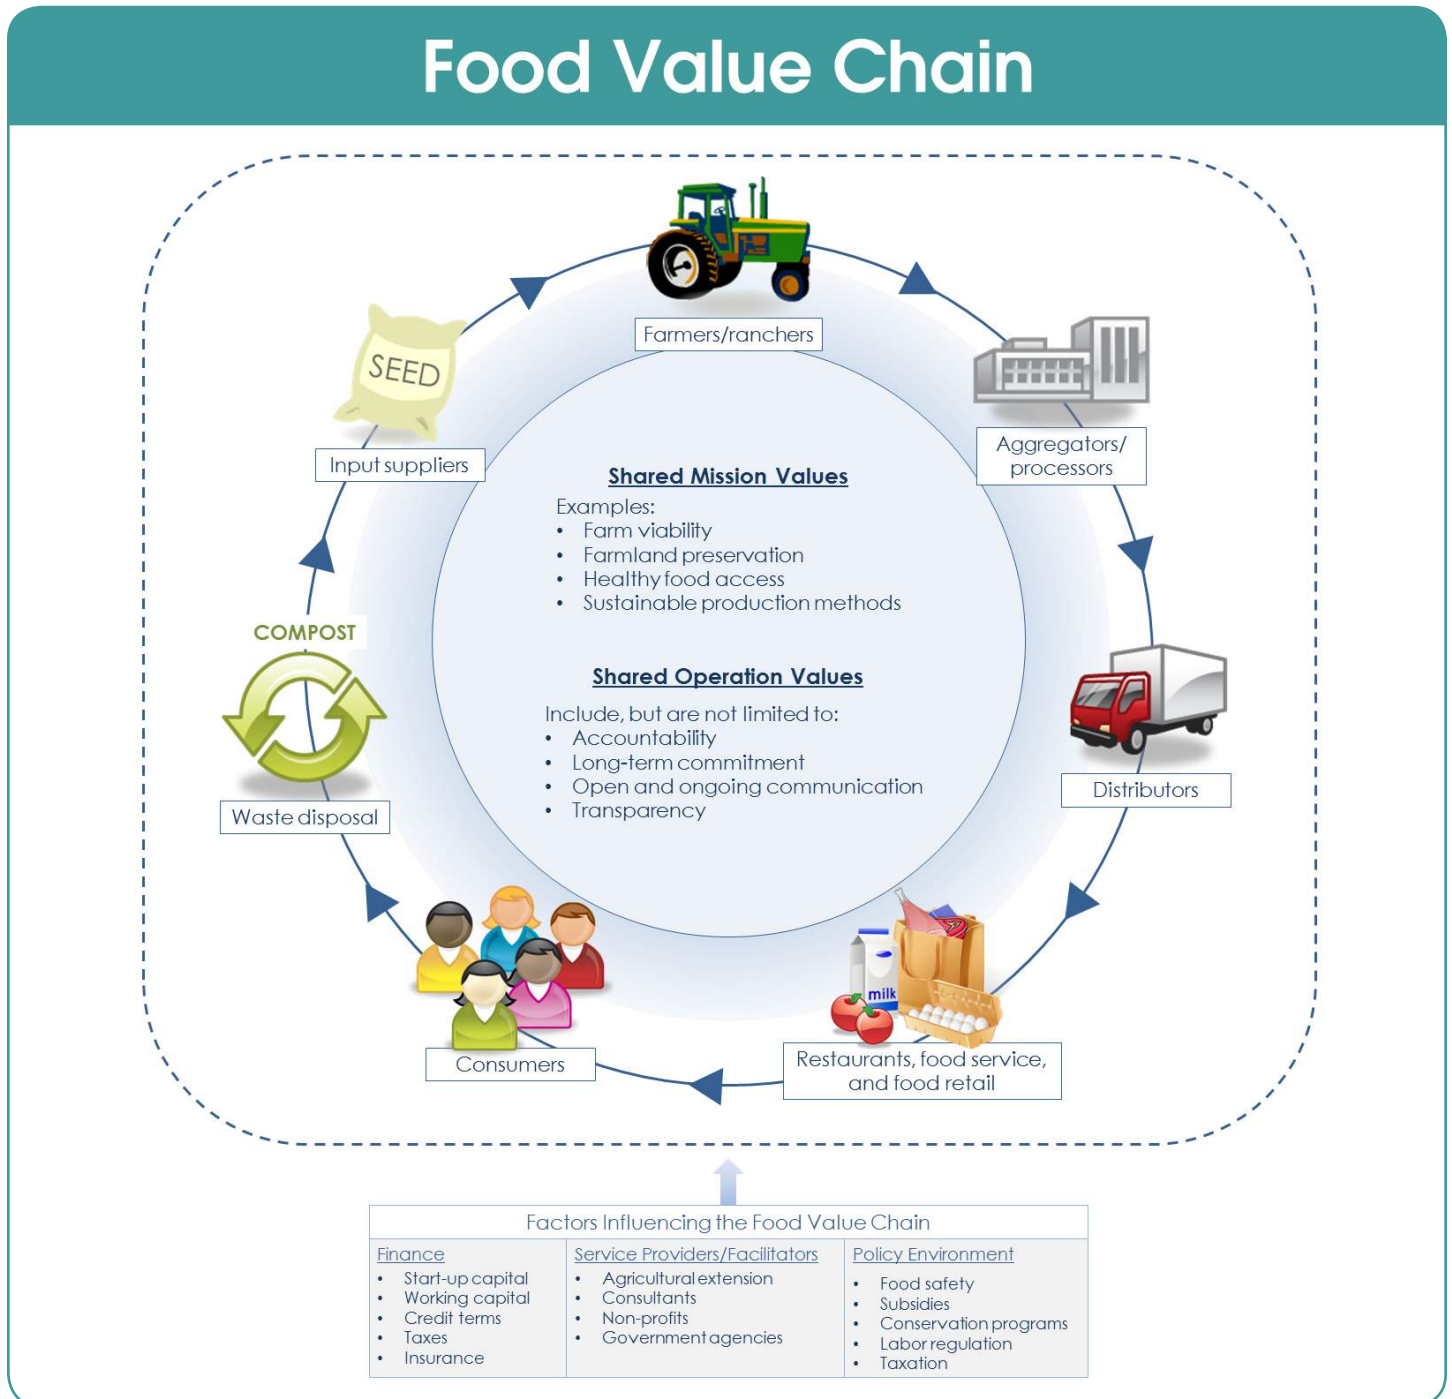 Food Value Chain
Farmers/ranchers
SEED
Input suppliers
Aggregators/
processors
Shared Mission Values
Examples:
• Farm viability
• Farmland preservation
• Healthy food access
• Sustainable production methods
COMPOST
Waste disposal
Shared Operation Values
Include, but are not limited to:
• Accountability
• Long-term commitment
• Open and ongoing communication
• Transparency
Distributors
milk
Consumers
Restaurants, food service,
and food retail
Factors Influencing the Food Value Chain
Finance
• Start-up capital
• Working capital
• Credit terms
• Taxes
• Insurance
Service Providers/Facilitators
• Agricultural extension
• Consultants
• Non-profits
• Government agencies
Policy Environment
• Food safety
• Subsidies
• Conservation programs
• Labor regulation
• Taxation